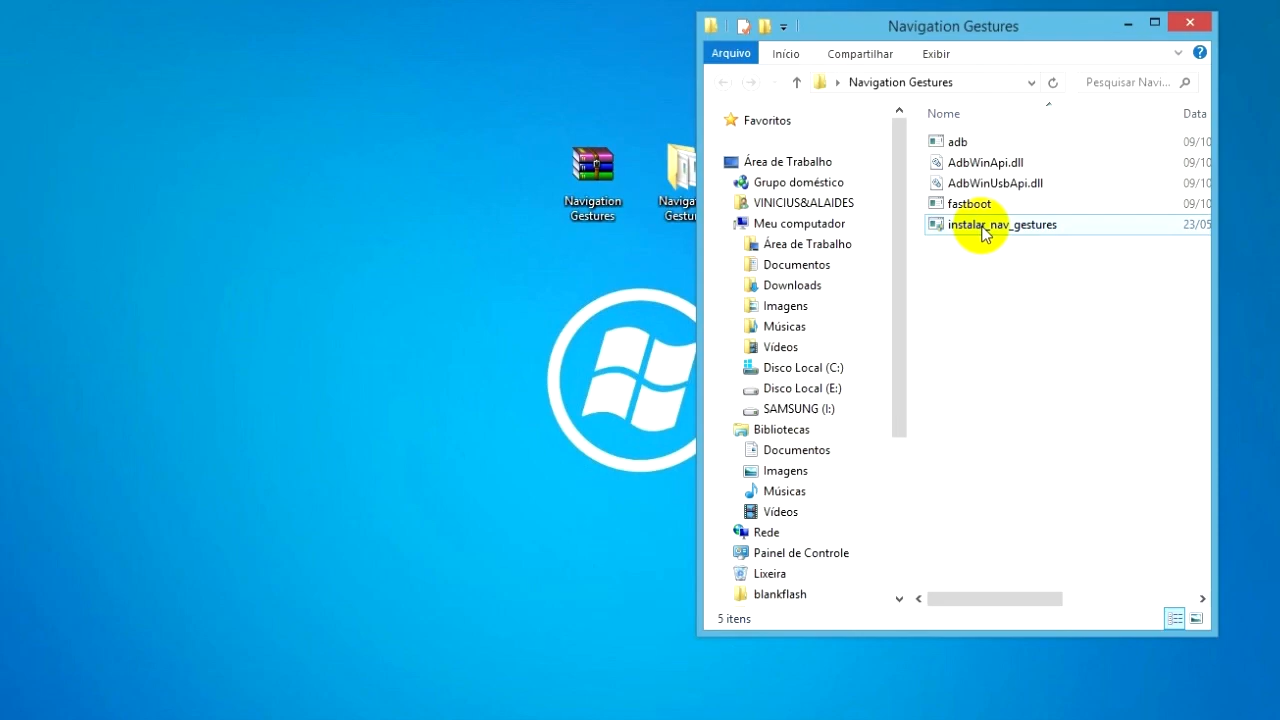 Navigation Gestures
Arquivo Início Compartilhar Exibir
Navigation Gestures
Pesquisar Navi...
Favoritos
Área de Trabalho
Grupo doméstico
VINICIUS&ALAIDES
Meu computador
Área de Trabalho
Documentos
Downloads
Imagens
Músicas
Vídeos
Disco Local (C:)
Disco Local (E:)
SAMSUNG (I:)
Bibliotecas
Documentos
Imagens
Músicas
Vídeos
Rede
Painel de Controle
Lixeira
blankflash
Nome Data
adb 09/10
AdbWinApi.dll 09/10
AdbWinUsbApi.dll 09/10
fastboot 09/10
instalar_nav_gestures 23/05
5 itens
Navigation
Gestures
Navigat
Gestur